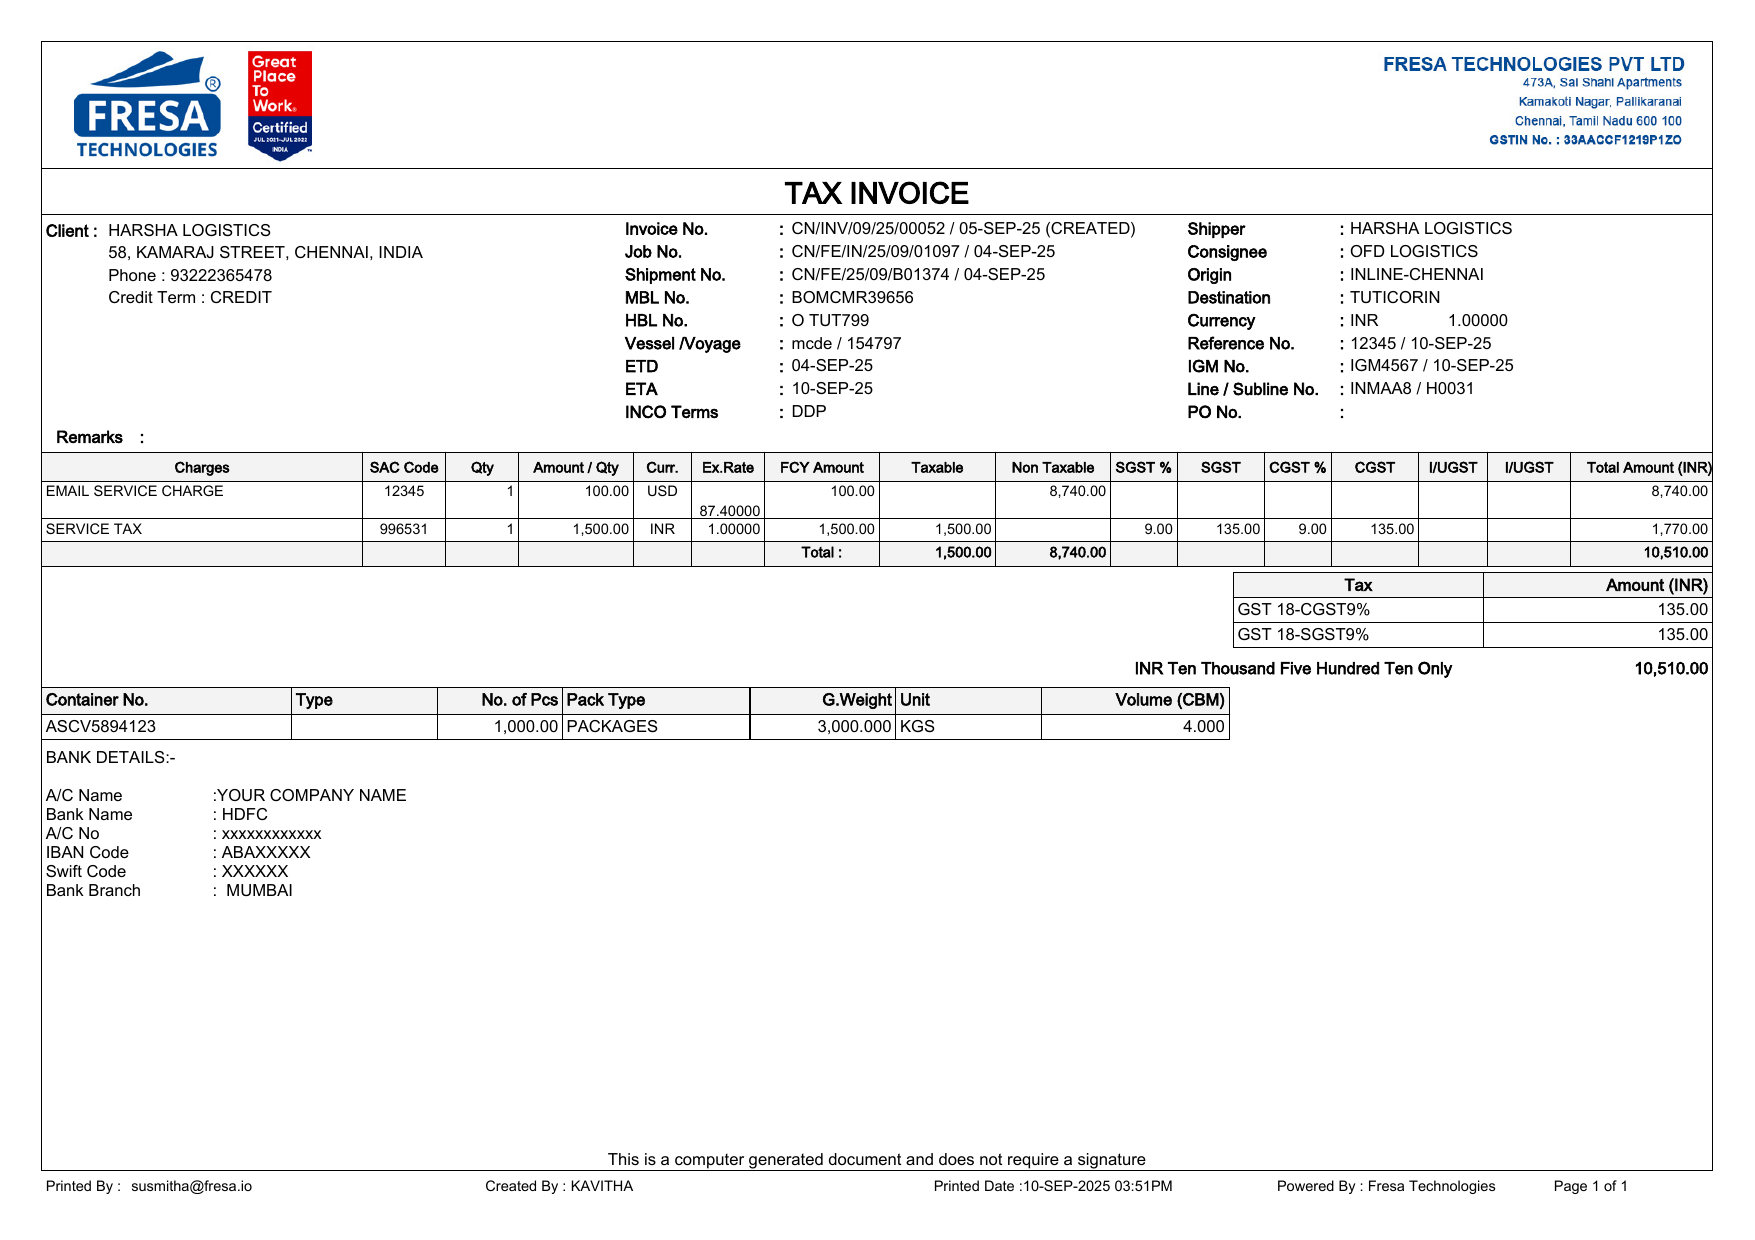 FRESA
TECHNOLOGIES
®
Great
Place
To
Work®
Certified
JUL 2021-JUL 2022
INDIA
™
FRESA TECHNOLOGIES PVT LTD
473A, Sai Shahi Apartments
Kamakoti Nagar, Pallikaranai
Chennai, Tamil Nadu 600 100
GSTIN No. : 33AACCF1219P1ZO
TAX INVOICE
Client : HARSHA LOGISTICS
58, KAMARAJ STREET, CHENNAI, INDIA
Phone : 93222365478
Credit Term : CREDIT
Invoice No. : CN/INV/09/25/00052 / 05-SEP-25 (CREATED)
Job No. : CN/FE/IN/25/09/01097 / 04-SEP-25
Shipment No. : CN/FE/25/09/B01374 / 04-SEP-25
MBL No. : BOMCMR39656
HBL No. : O TUT799
Vessel /Voyage : mcde / 154797
ETD : 04-SEP-25
ETA : 10-SEP-25
INCO Terms : DDP
Shipper : HARSHA LOGISTICS
Consignee : OFD LOGISTICS
Origin : INLINE-CHENNAI
Destination : TUTICORIN
Currency : INR 1.00000
Reference No. : 12345 / 10-SEP-25
IGM No. : IGM4567 / 10-SEP-25
Line / Subline No. : INMAA8 / H0031
PO No. :
Remarks :
Charges SAC Code Qty Amount / Qty Curr. Ex.Rate FCY Amount Taxable Non Taxable SGST % SGST CGST % CGST I/UGST I/UGST Total Amount (INR)
EMAIL SERVICE CHARGE 12345 1 100.00 USD 87.40000 100.00 8,740.00 8,740.00
SERVICE TAX 996531 1 1,500.00 INR 1.00000 1,500.00 1,500.00 9.00 135.00 9.00 135.00 1,770.00
Total : 1,500.00 8,740.00 10,510.00
Tax Amount (INR)
GST 18-CGST9% 135.00
GST 18-SGST9% 135.00
INR Ten Thousand Five Hundred Ten Only 10,510.00
Container No. Type No. of Pcs Pack Type G.Weight Unit Volume (CBM)
ASCV5894123 1,000.00 PACKAGES 3,000.000 KGS 4.000
BANK DETAILS:-
A/C Name :YOUR COMPANY NAME
Bank Name : HDFC
A/C No : xxxxxxxxxxxx
IBAN Code : ABAXXXXX
Swift Code : XXXXXX
Bank Branch : MUMBAI
This is a computer generated document and does not require a signature
Printed By : susmitha@fresa.io Created By : KAVITHA Printed Date :10-SEP-2025 03:51PM Powered By : Fresa Technologies Page 1 of 1